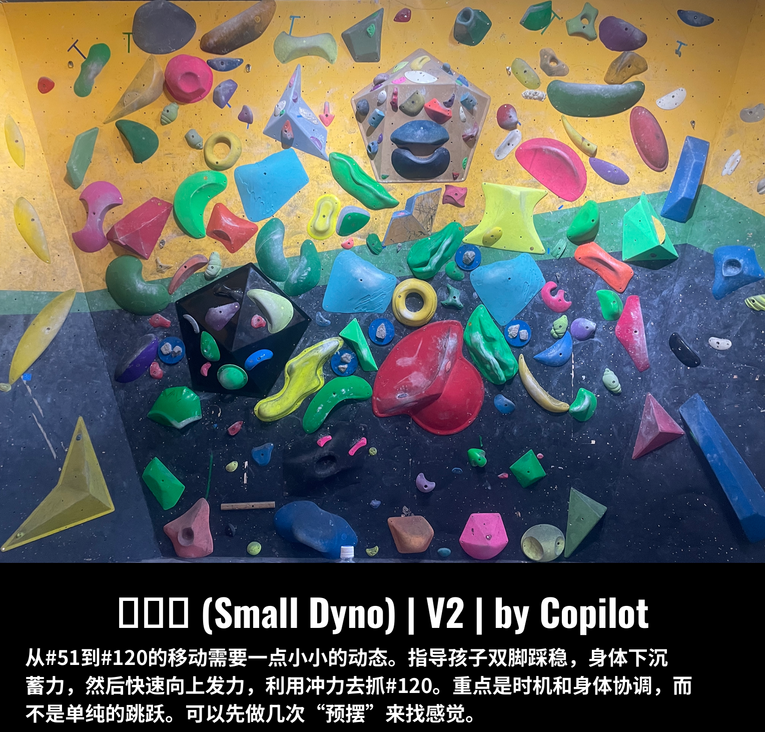 (Small Dyno) | V2 | by Copilot
从#51到#120的移动需要一点小小的动态。指导孩子双脚踩稳，身体下沉
蓄力，然后快速向上发力，利用冲力去抓#120。重点是时机和身体协调，而
不是单纯的跳跃。可以先做几次“预摆”来找感觉。